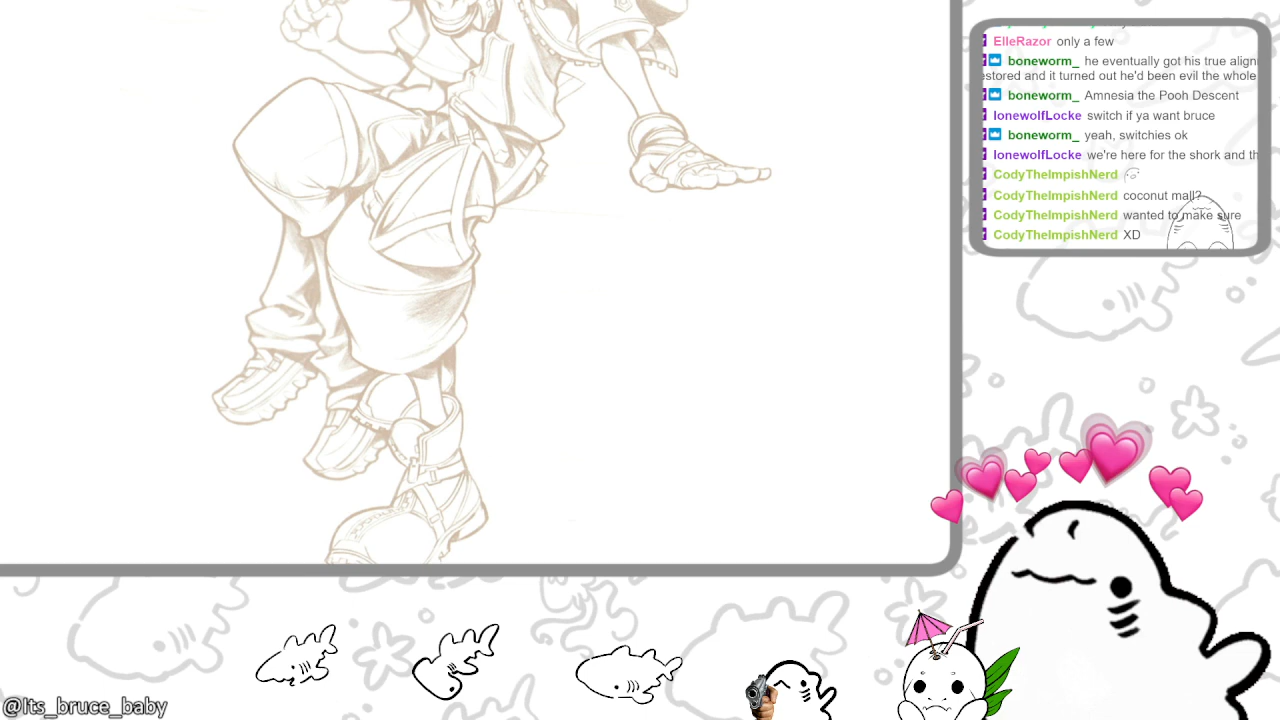 ElleRazor only a few
boneworm_ he eventually got his true align
estored and it turned out he'd been evil the whole
boneworm_ Amnesia the Pooh Descent
lonewolfLocke switch if ya want bruce
boneworm_ yeah, switchies ok
lonewolfLocke we're here for the shork and th
CodyTheImpishNerd
CodyTheImpishNerd coconut mall?
CodyTheImpishNerd wanted to make sure
CodyTheImpishNerd XD
@Its_bruce_baby